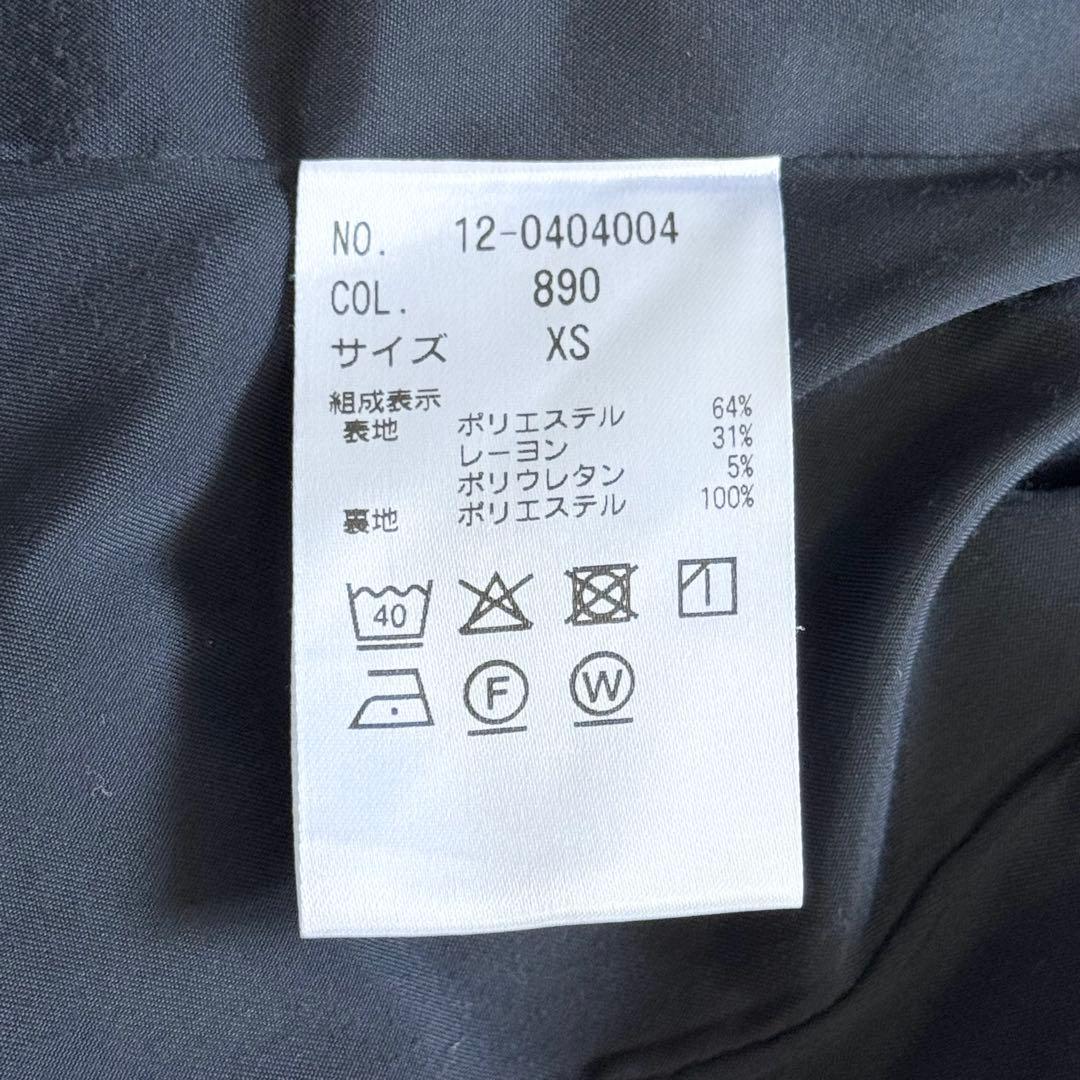 NO. 12-0404004
COL. 890
サイズ XS
組成表示
表地 ポリエステル 64%
レーヨン 31%
ポリウレタン 5%
裏地 ポリエステル 100%
40
F W